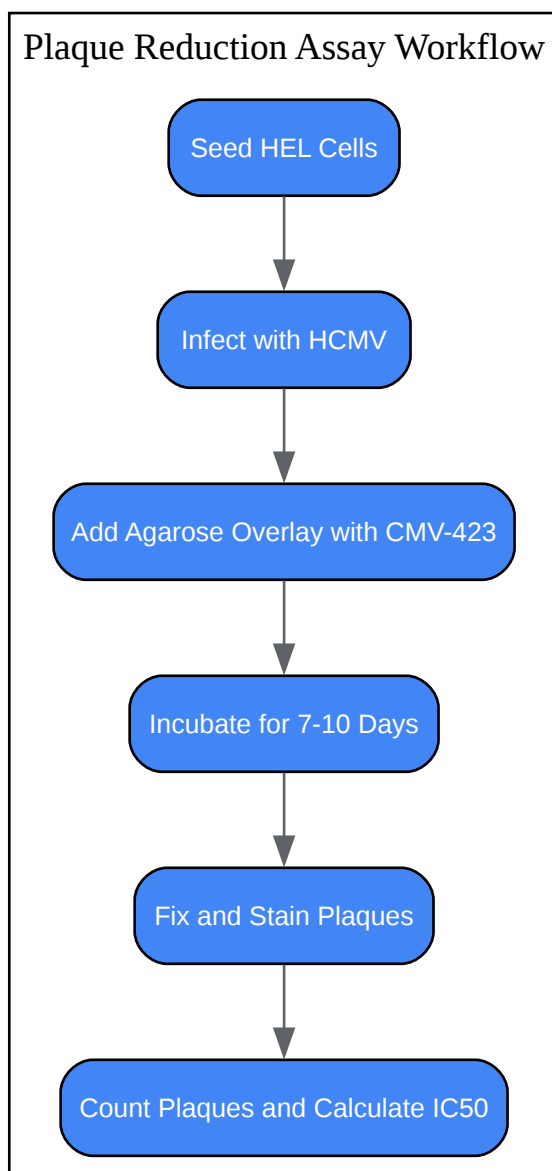 Plaque Reduction Assay Workflow
Seed HEL Cells
Infect with HCMV
Add Agarose Overlay with CMV-423
Incubate for 7-10 Days
Fix and Stain Plaques
Count Plaques and Calculate IC50